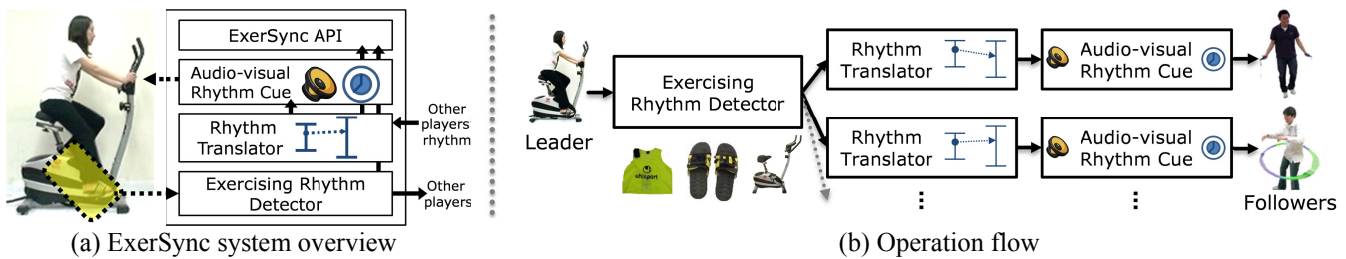 ExerSync API
Audio-visual
Rhythm Cue
Rhythm
Translator
Exercising Rhythm
Detector
Other
players'
rhythm
Other
players
(a) ExerSync system overview
Leader
Exercising
Rhythm Detector
uhlsport
Rhythm
Translator
Audio-visual
Rhythm Cue
Rhythm
Translator
Audio-visual
Rhythm Cue
Followers
(b) Operation flow